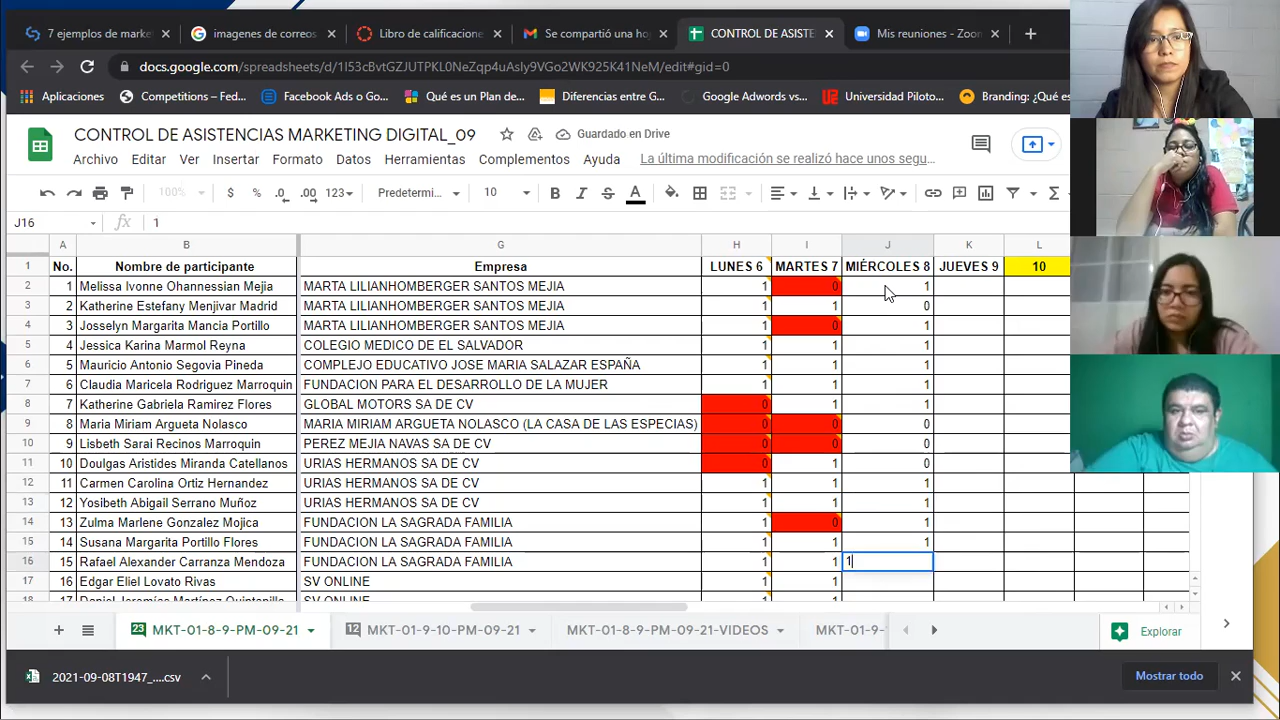 7 ejemplos de marke
imagenes de correos
Libro de calificacione
Se compartió una ho
CONTROL DE ASISTE
Mis reuniones - Zoom
Aplicaciones
Competitions – Fed...
Facebook Ads o Go...
Qué es un Plan de...
Diferencias entre G...
Google Adwords vs...
Universidad Piloto...
Branding: ¿Qué es
CONTROL DE ASISTENCIAS MARKETING DIGITAL_09
Guardado en Drive
Archivo Editar Ver Insertar Formato Datos Herramientas Complementos Ayuda La última modificación se realizó hace unos segu...
100% $ % .0 .00 123 Predetermi... 10 B I S A
J16 fx 1
A B G H I J K L
1 No. Nombre de participante Empresa LUNES 6 MARTES 7 MIÉRCOLES 8 JUEVES 9 10
2 1 Melissa Ivonne Ohannessian Mejia MARTA LILIANHOMBERGER SANTOS MEJIA 1 0 1
3 2 Katherine Estefany Menjivar Madrid MARTA LILIANHOMBERGER SANTOS MEJIA 1 1 0
4 3 Josselyn Margarita Mancia Portillo MARTA LILIANHOMBERGER SANTOS MEJIA 1 0 1
5 4 Jessica Karina Marmol Reyna COLEGIO MEDICO DE EL SALVADOR 1 1 1
6 5 Mauricio Antonio Segovia Pineda COMPLEJO EDUCATIVO JOSE MARIA SALAZAR ESPAÑA 1 1 1
7 6 Claudia Maricela Rodriguez Marroquin FUNDACION PARA EL DESARROLLO DE LA MUJER 1 1 1
8 7 Katherine Gabriela Ramirez Flores GLOBAL MOTORS SA DE CV 0 1 1
9 8 Maria Miriam Argueta Nolasco MARIA MIRIAM ARGUETA NOLASCO (LA CASA DE LAS ESPECIAS) 0 0 0
10 9 Lisbeth Sarai Recinos Marroquin PEREZ MEJIA NAVAS SA DE CV 0 0 0
11 10 Doulgas Aristides Miranda Catellanos URIAS HERMANOS SA DE CV 0 1 0
12 11 Carmen Carolina Ortiz Hernandez URIAS HERMANOS SA DE CV 1 1 1
13 12 Yosibeth Abigail Serrano Muñoz URIAS HERMANOS SA DE CV 1 1 1
14 13 Zulma Marlene Gonzalez Mojica FUNDACION LA SAGRADA FAMILIA 1 0 1
15 14 Susana Margarita Portillo Flores FUNDACION LA SAGRADA FAMILIA 1 1 1
16 15 Rafael Alexander Carranza Mendoza FUNDACION LA SAGRADA FAMILIA 1 1 1
17 16 Edgar Eliel Lovato Rivas SV ONLINE 1 1
18 17 Daniel Jeremías Martínez Quintanilla SV ONLINE 1 1
23 MKT-01-8-9-PM-09-21 12 MKT-01-9-10-PM-09-21 MKT-01-8-9-PM-09-21-VIDEOS MKT-01-9- Explorar
2021-09-08T1947_....csv Mostrar todo